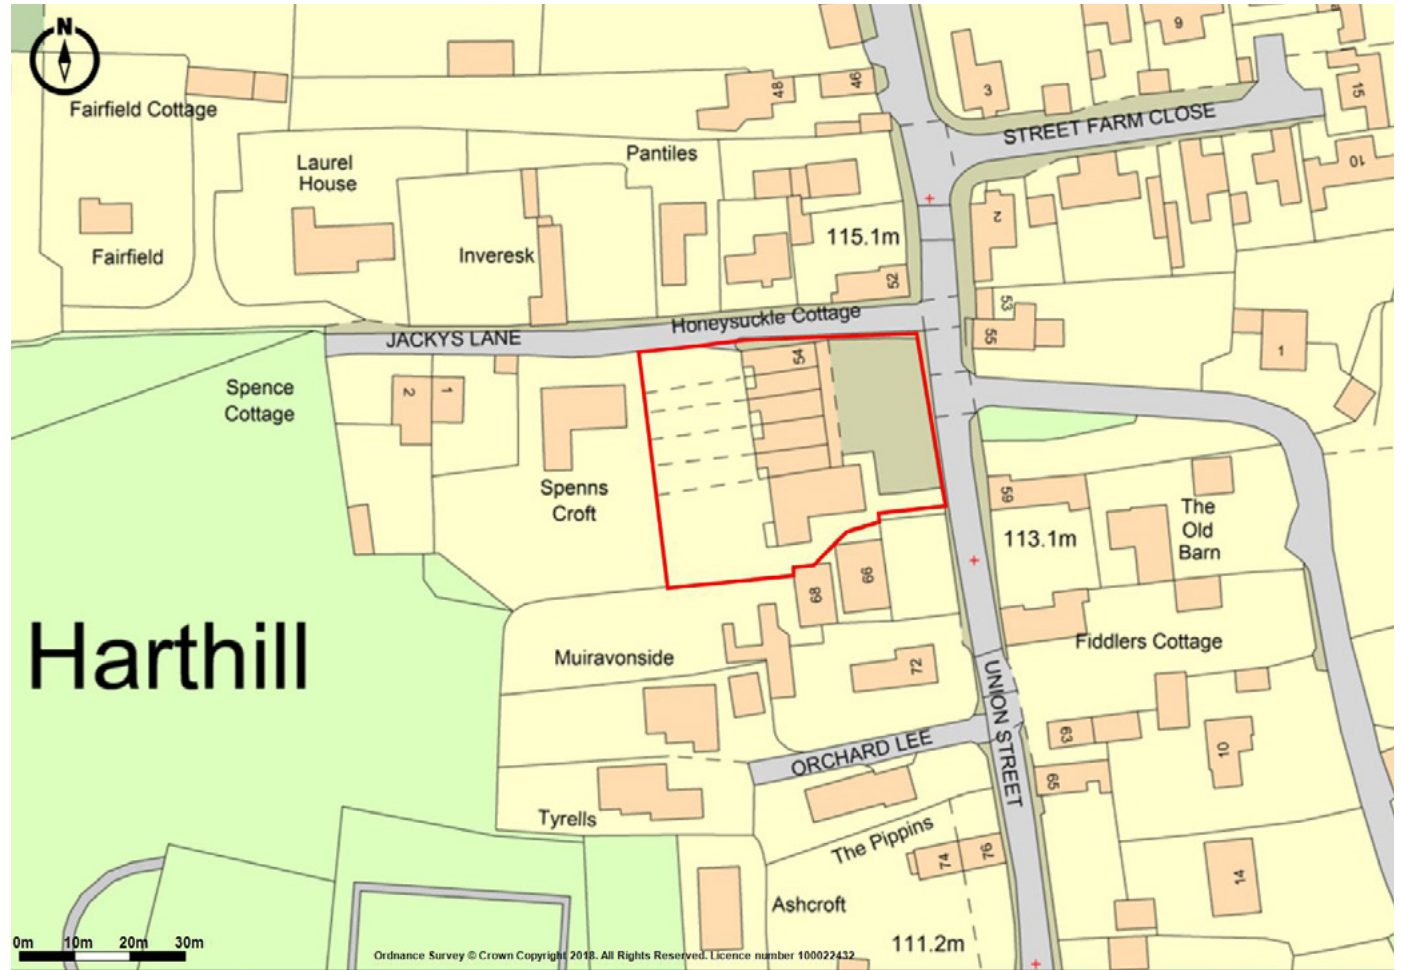 N
9
15
Fairfield Cottage
48
46
3
STREET FARM CLOSE
Laurel
House
Pantiles
10
Fairfield
Inveresk
115.1m
2
52
53
55
JACKYS LANE
Honeysuckle Cottage
1
54
Spence
Cottage
2
1
Spenns
Croft
59
113.1m
The
Old
Barn
68
66
Harthill
Muiravonside
72
Fiddlers Cottage
UNION STREET
63
10
ORCHARD LEE
65
Tyrells
The Pippins
74
76
14
Ashcroft
111.2m
0m 10m 20m 30m
Ordnance Survey © Crown Copyright 2018. All Rights Reserved. Licence number 100022432